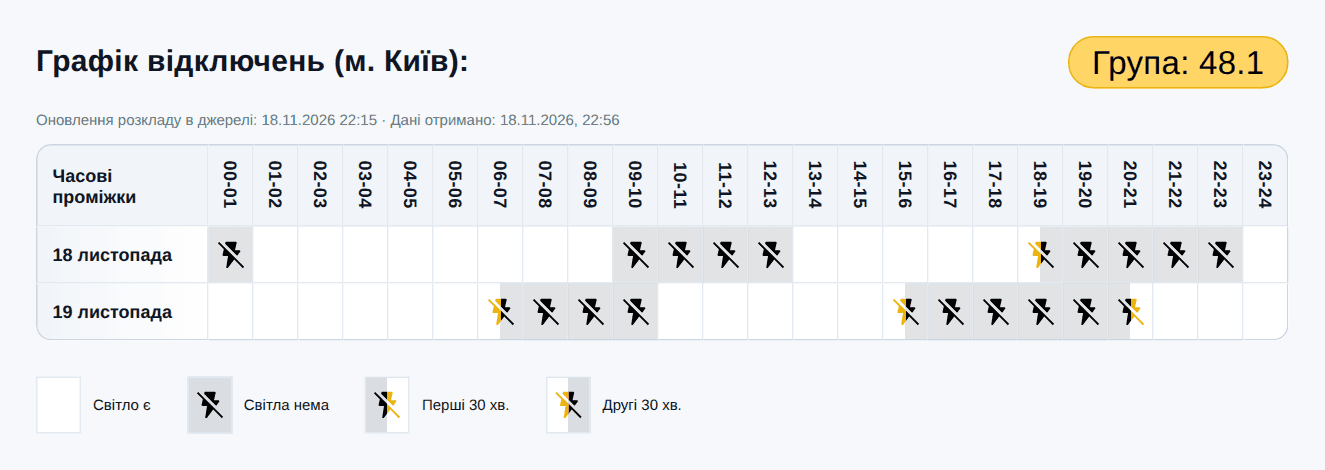 Графік відключень (м. Київ):
Група: 48.1
Оновлення розкладу в джерелі: 18.11.2026 22:15 · Дані отримано: 18.11.2026, 22:56
Часові
проміжки
00-01
01-02
02-03
03-04
04-05
05-06
06-07
07-08
08-09
09-10
10-11
11-12
12-13
13-14
14-15
15-16
16-17
17-18
18-19
19-20
20-21
21-22
22-23
23-24
18 листопада
19 листопада
Світло є
Світла нема
Перші 30 хв.
Другі 30 хв.